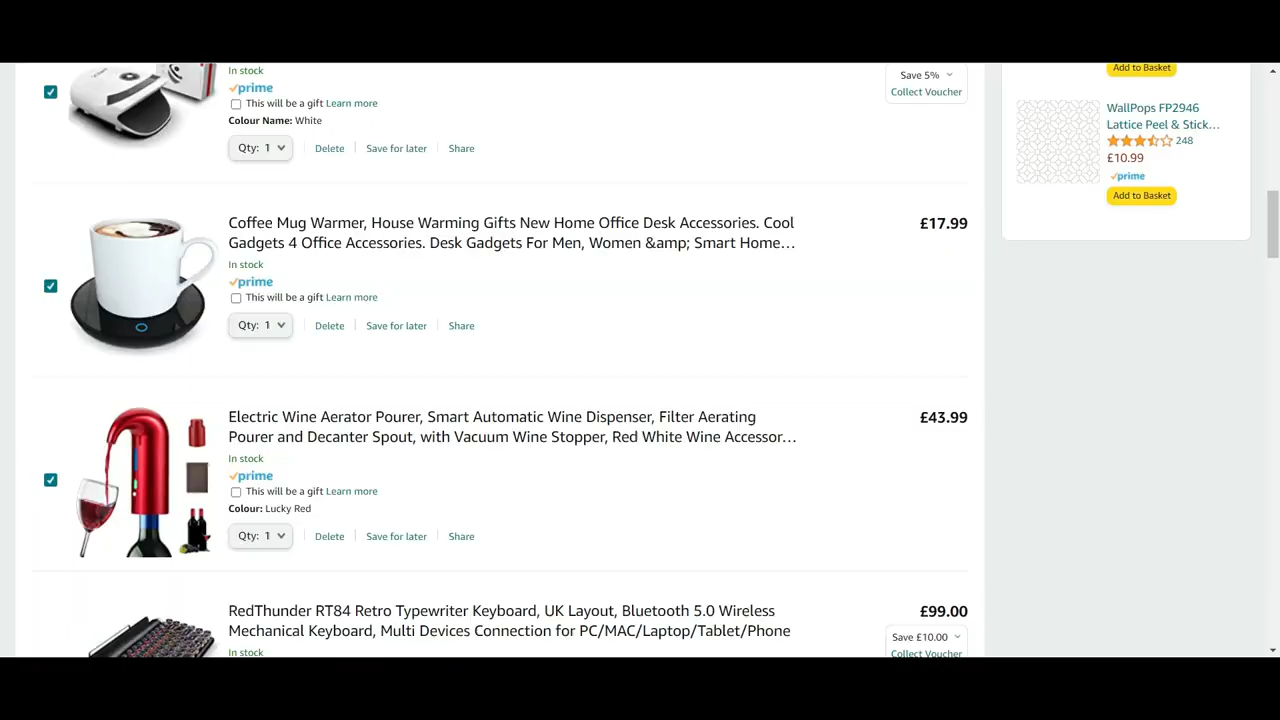 In stock
prime
This will be a gift Learn more
Colour Name: White
Qty: 1
Delete
Save for later
Share
Save 5%
Collect Voucher
Coffee Mug Warmer, House Warming Gifts New Home Office Desk Accessories. Cool
Gadgets 4 Office Accessories. Desk Gadgets For Men, Women &amp; Smart Home…
£17.99
In stock
prime
This will be a gift Learn more
Qty: 1
Delete
Save for later
Share
Electric Wine Aerator Pourer, Smart Automatic Wine Dispenser, Filter Aerating
Pourer and Decanter Spout, with Vacuum Wine Stopper, Red White Wine Accessor…
£43.99
In stock
prime
This will be a gift Learn more
Colour: Lucky Red
Qty: 1
Delete
Save for later
Share
RedThunder RT84 Retro Typewriter Keyboard, UK Layout, Bluetooth 5.0 Wireless
Mechanical Keyboard, Multi Devices Connection for PC/MAC/Laptop/Tablet/Phone
£99.00
Save £10.00
Collect Voucher
In stock
Add to Basket
WallPops FP2946
Lattice Peel & Stick…
248
£10.99
prime
Add to Basket